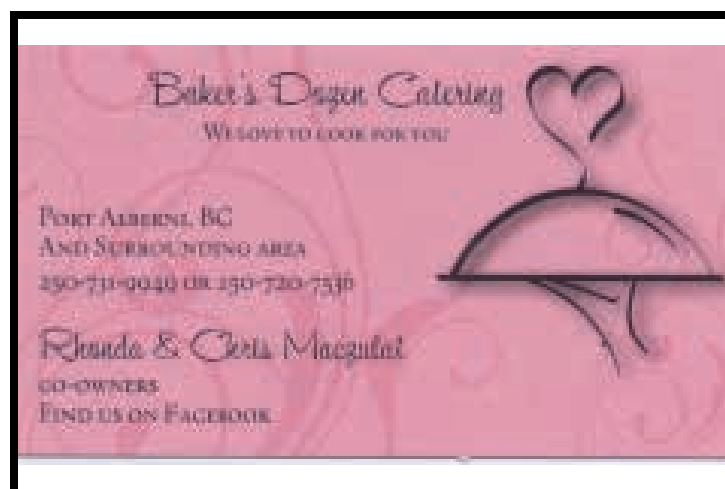 Baker's Dozen Catering
WE LOVE TO COOK FOR YOU
PORT ALBERNI, BC
AND SURROUNDING AREA
OR
Rhonda & Chris
CO-OWNERS
FIND US ON FACEBOOK